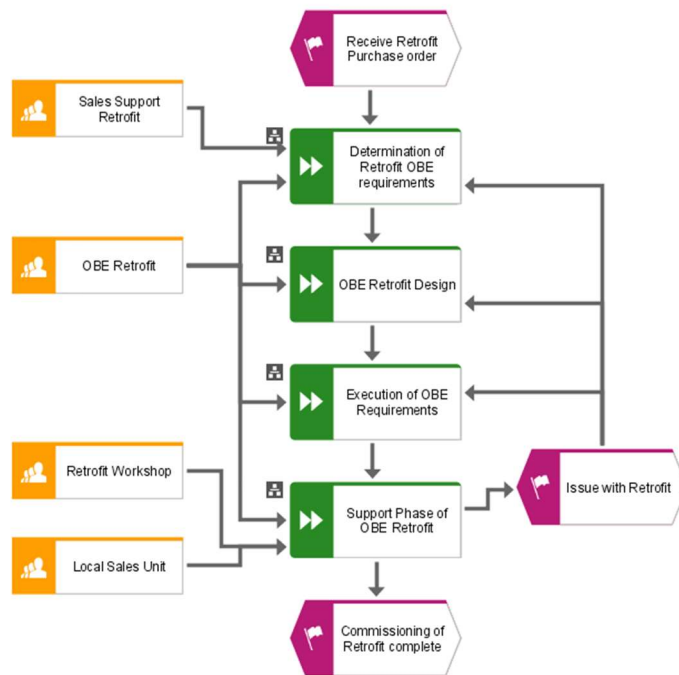 Receive Retrofit
Purchase order
Sales Support
Retrofit
Determination of
Retrofit OBE
requirements
OBE Retrofit
OBE Retrofit Design
Execution of OBE
Requirements
Retrofit Workshop
Issue with Retrofit
Support Phase of
OBE Retrofit
Local Sales Unit
Commissioning of
Retrofit complete